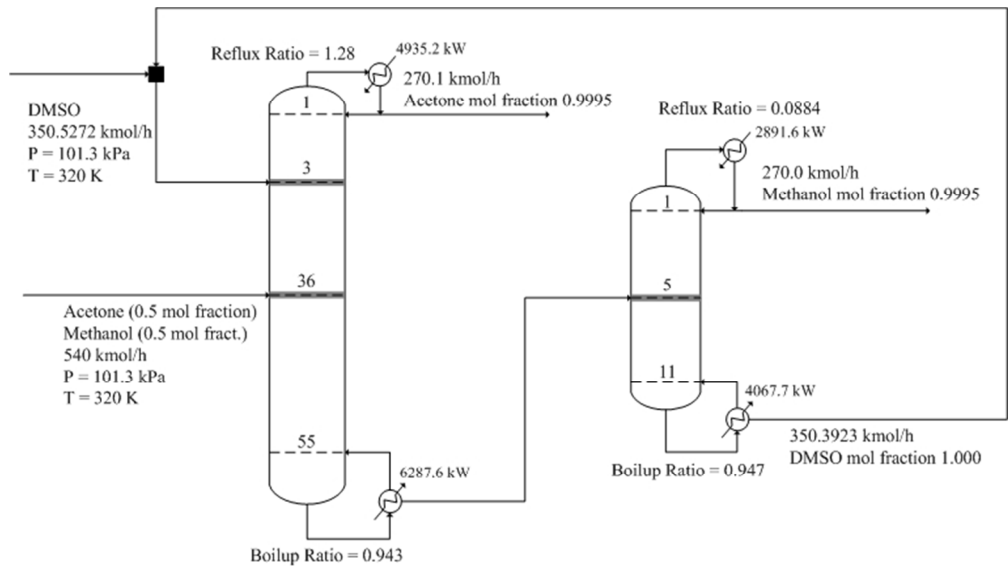 Reflux Ratio = 1.28
4935.2 kW
270.1 kmol/h
Acetone mol fraction 0.9995
1
DMSO
350.5272 kmol/h
P = 101.3 kPa
T = 320 K
3
36
Acetone (0.5 mol fraction)
Methanol (0.5 mol fract.)
540 kmol/h
P = 101.3 kPa
T = 320 K
55
6287.6 kW
Boilup Ratio = 0.943
Reflux Ratio = 0.0884
2891.6 kW
270.0 kmol/h
Methanol mol fraction 0.9995
1
5
11
4067.7 kW
350.3923 kmol/h
DMSO mol fraction 1.000
Boilup Ratio = 0.947